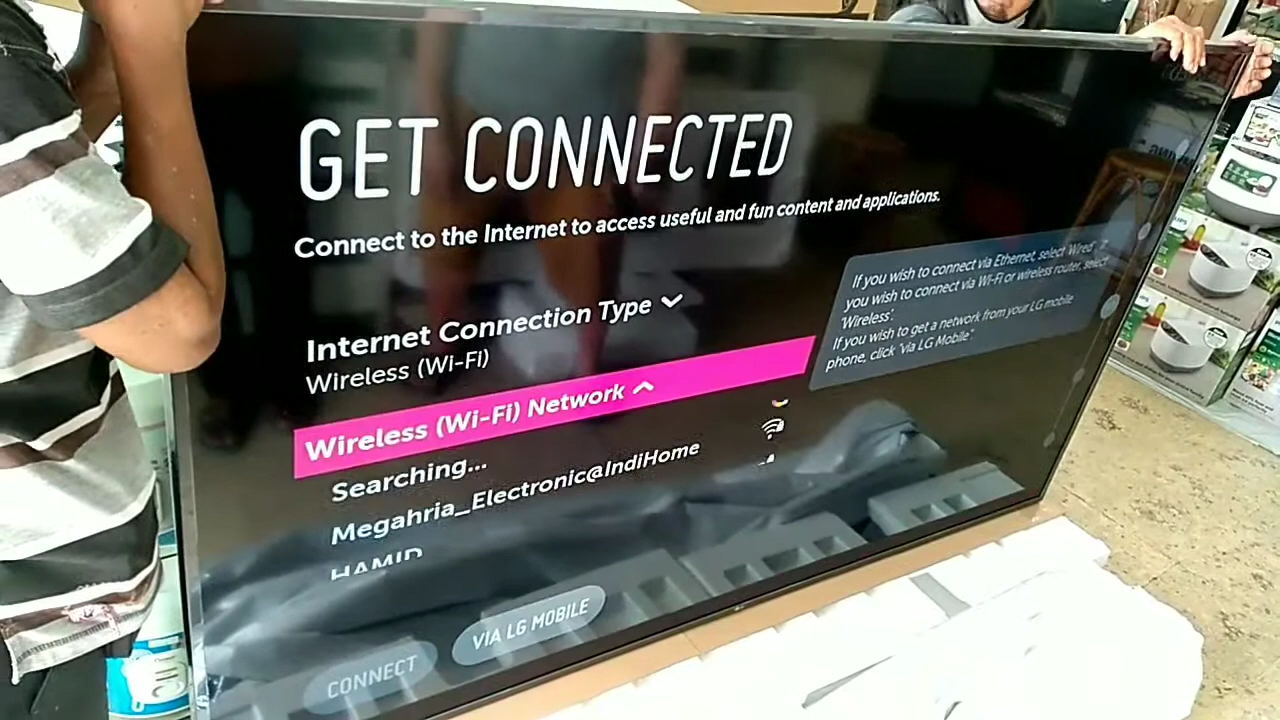 GET CONNECTED
Connect to the Internet to access useful and fun content and applications.
If you wish to connect via Ethernet, select 'Wired'.
you wish to connect via Wi-Fi or wireless router, select
'Wireless'.
If you wish to get a network from your LG mobile
phone, click 'via LG Mobile'
Internet Connection Type
Wireless (Wi-Fi)
Wireless (Wi-Fi) Network
Searching...
Megahria_Electronic@IndiHome
HAMID
VIA LG MOBILE
CONNECT